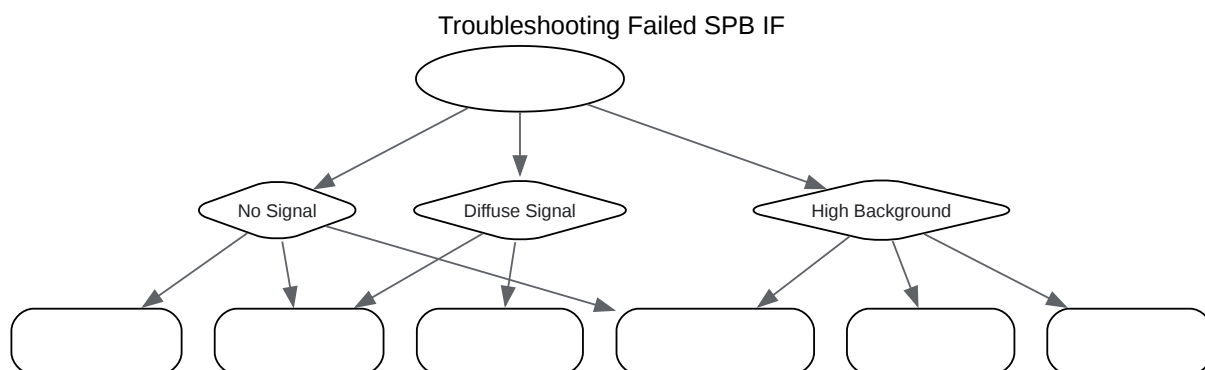 Troubleshooting Failed SPB IF
No Signal
Diffuse Signal
High Background